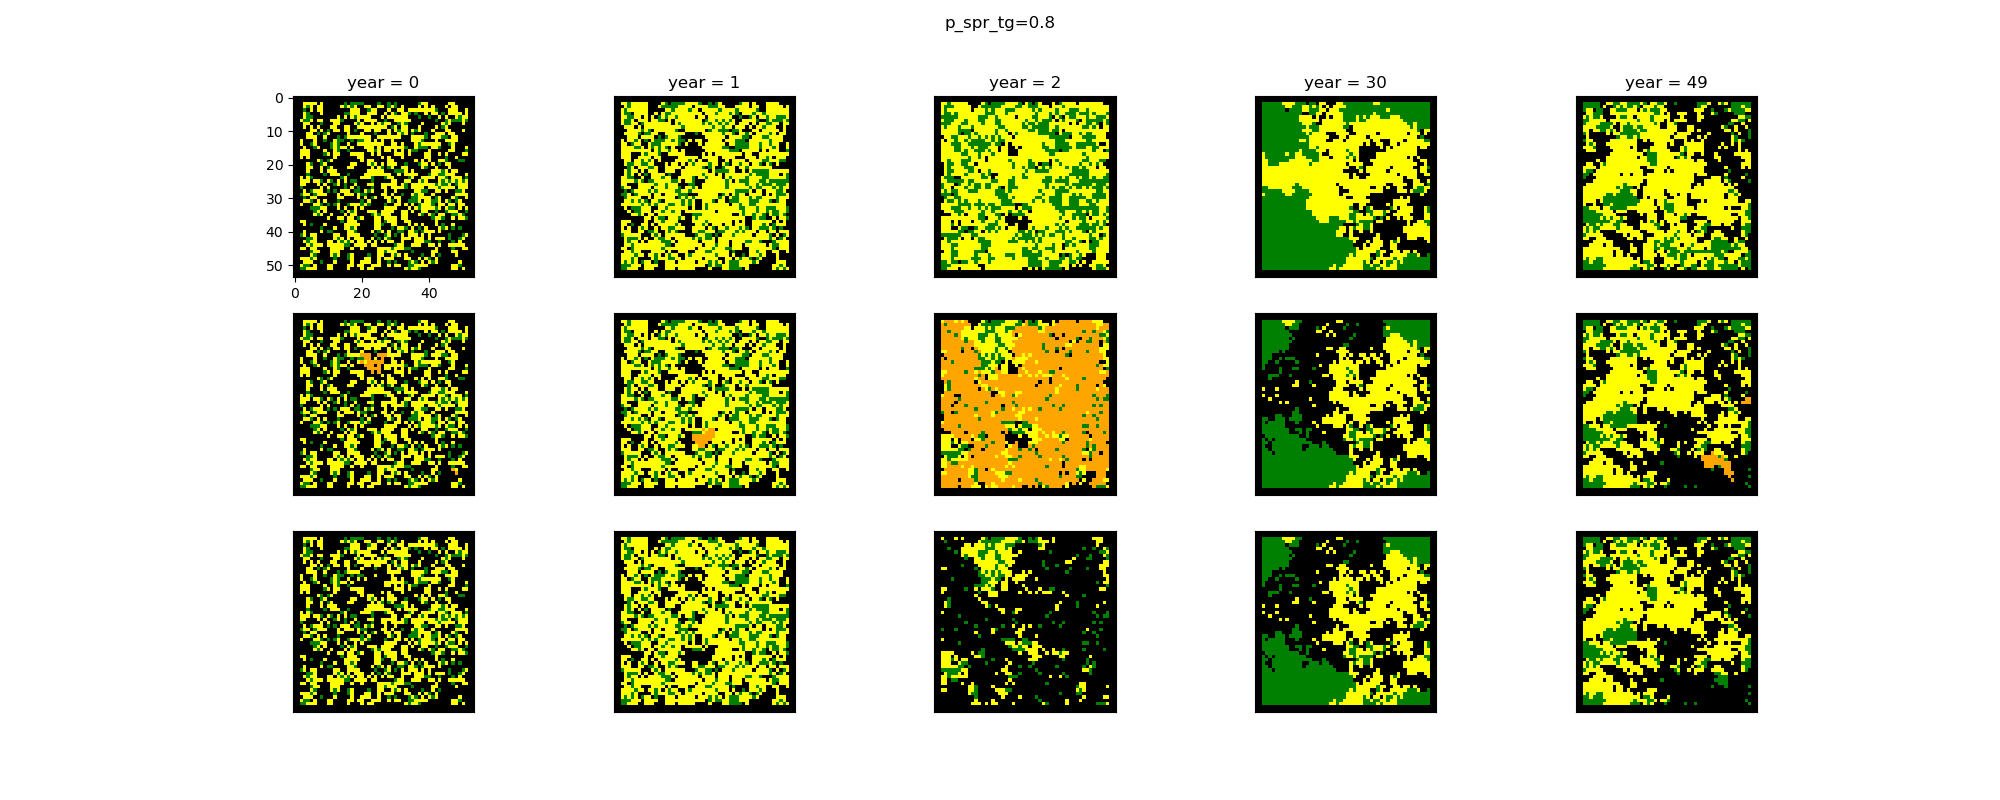 p_spr_tg=0.8
year = 0
year = 1
year = 2
year = 30
year = 49
0
10
20
30
40
50
0
20
40